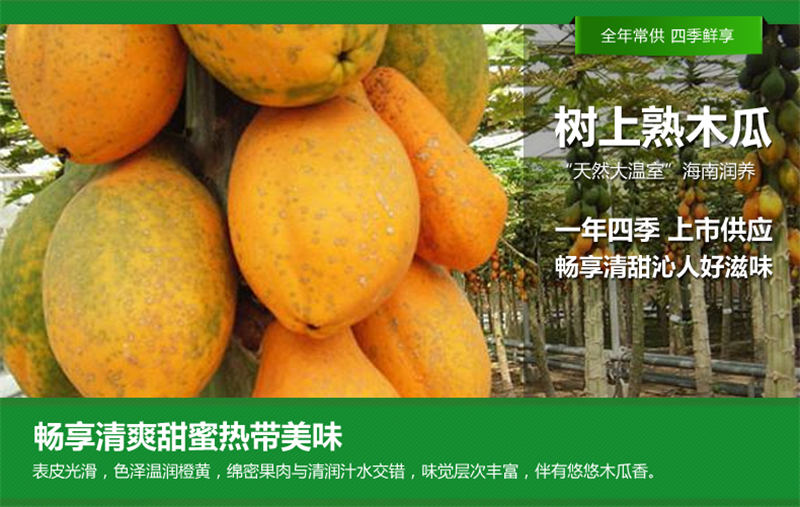 全年常供 四季鲜享
树上熟木瓜
“天然大温室”海南润养
一年四季 上市供应
畅享清甜沁人好滋味
畅享清爽甜蜜热带美味
表皮光滑，色泽温润橙黄，绵密果肉与清润汁水交错，味觉层次丰富，伴有悠悠木瓜香。